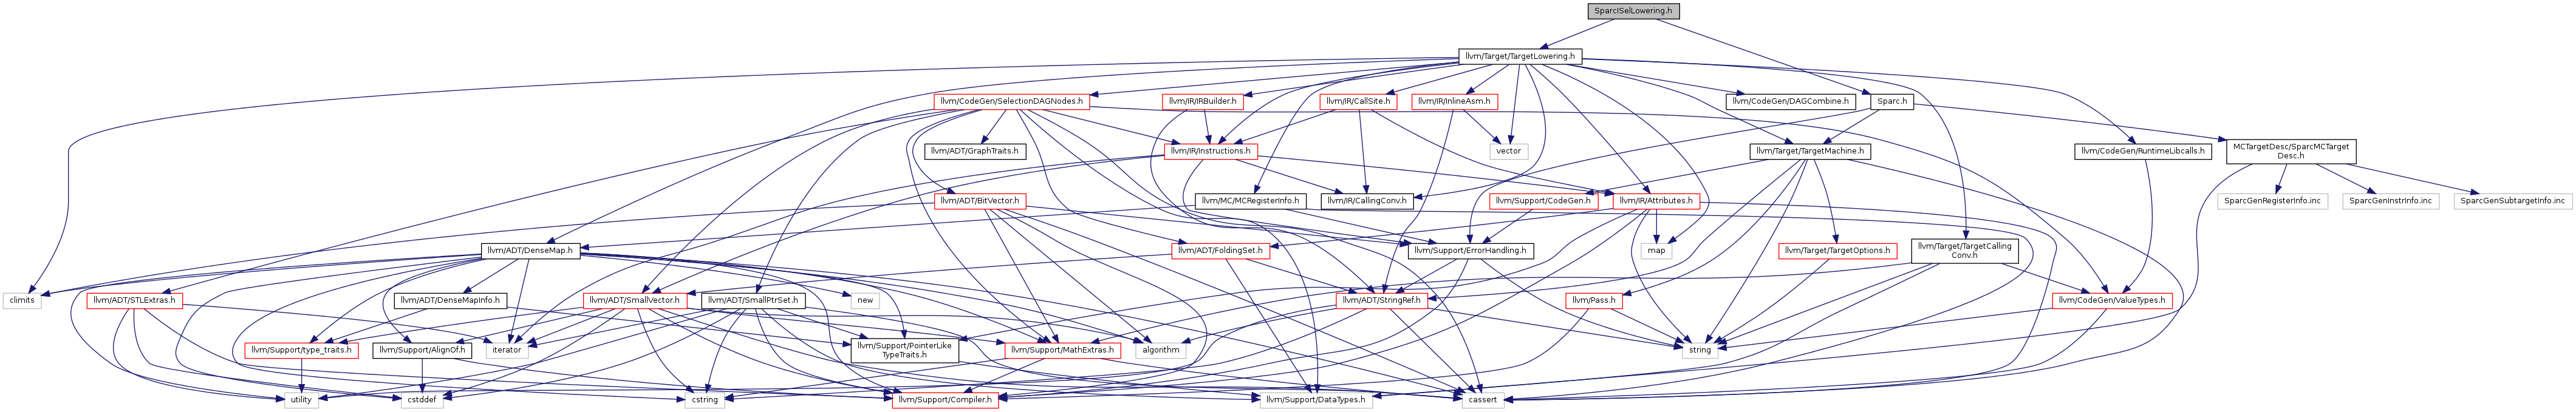 SparcISelLowering.h
llvm/Target/TargetLowering.h
llvm/CodeGen/SelectionDAGNodes.h
llvm/IR/IRBuilder.h
llvm/IR/CallSite.h
llvm/IR/InlineAsm.h
llvm/CodeGen/DAGCombine.h
Sparc.h
llvm/ADT/GraphTraits.h
llvm/IR/Instructions.h
vector
llvm/Target/TargetMachine.h
llvm/CodeGen/RuntimeLibcalls.h
MCTargetDesc/SparcMCTarget
Desc.h
llvm/ADT/BitVector.h
llvm/MC/MCRegisterInfo.h
llvm/IR/CallingConv.h
llvm/Support/CodeGen.h
llvm/IR/Attributes.h
SparcGenRegisterInfo.inc
SparcGenInstrInfo.inc
SparcGenSubtargetInfo.inc
llvm/ADT/DenseMap.h
llvm/ADT/FoldingSet.h
llvm/Support/ErrorHandling.h
map
llvm/Target/TargetOptions.h
llvm/Target/TargetCalling
Conv.h
climits
llvm/ADT/STLExtras.h
llvm/ADT/DenseMapInfo.h
llvm/ADT/SmallVector.h
llvm/ADT/SmallPtrSet.h
new
llvm/ADT/StringRef.h
llvm/Pass.h
llvm/CodeGen/ValueTypes.h
llvm/Support/type_traits.h
llvm/Support/AlignOf.h
iterator
llvm/Support/PointerLike
TypeTraits.h
llvm/Support/MathExtras.h
algorithm
string
utility
cstddef
cstring
llvm/Support/Compiler.h
llvm/Support/DataTypes.h
cassert